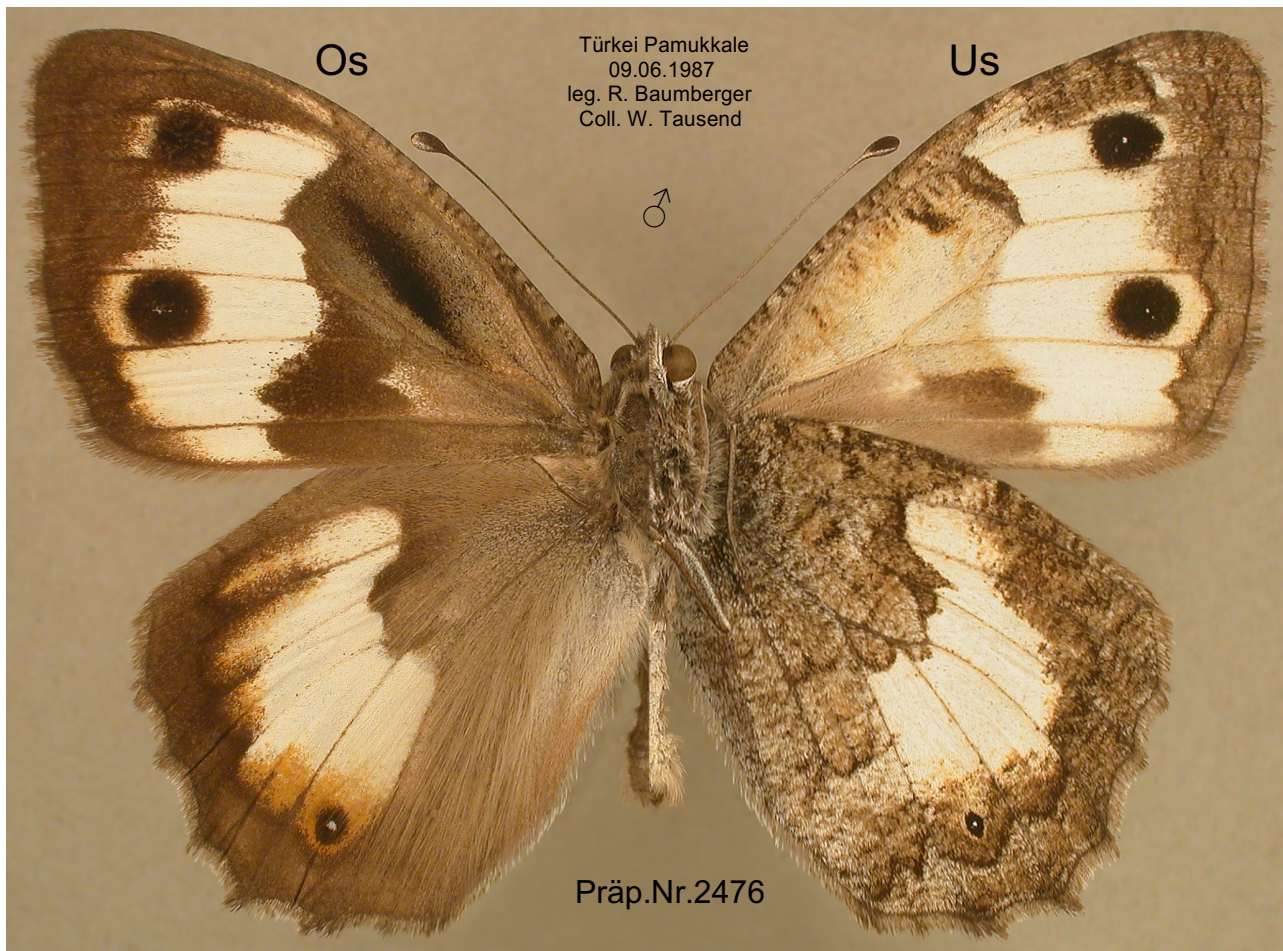 Os
Türkei Pamukkale
09.06.1987
leg. R. Baumberger
Coll. W. Tausend
Us
♂
Präp.Nr.2476